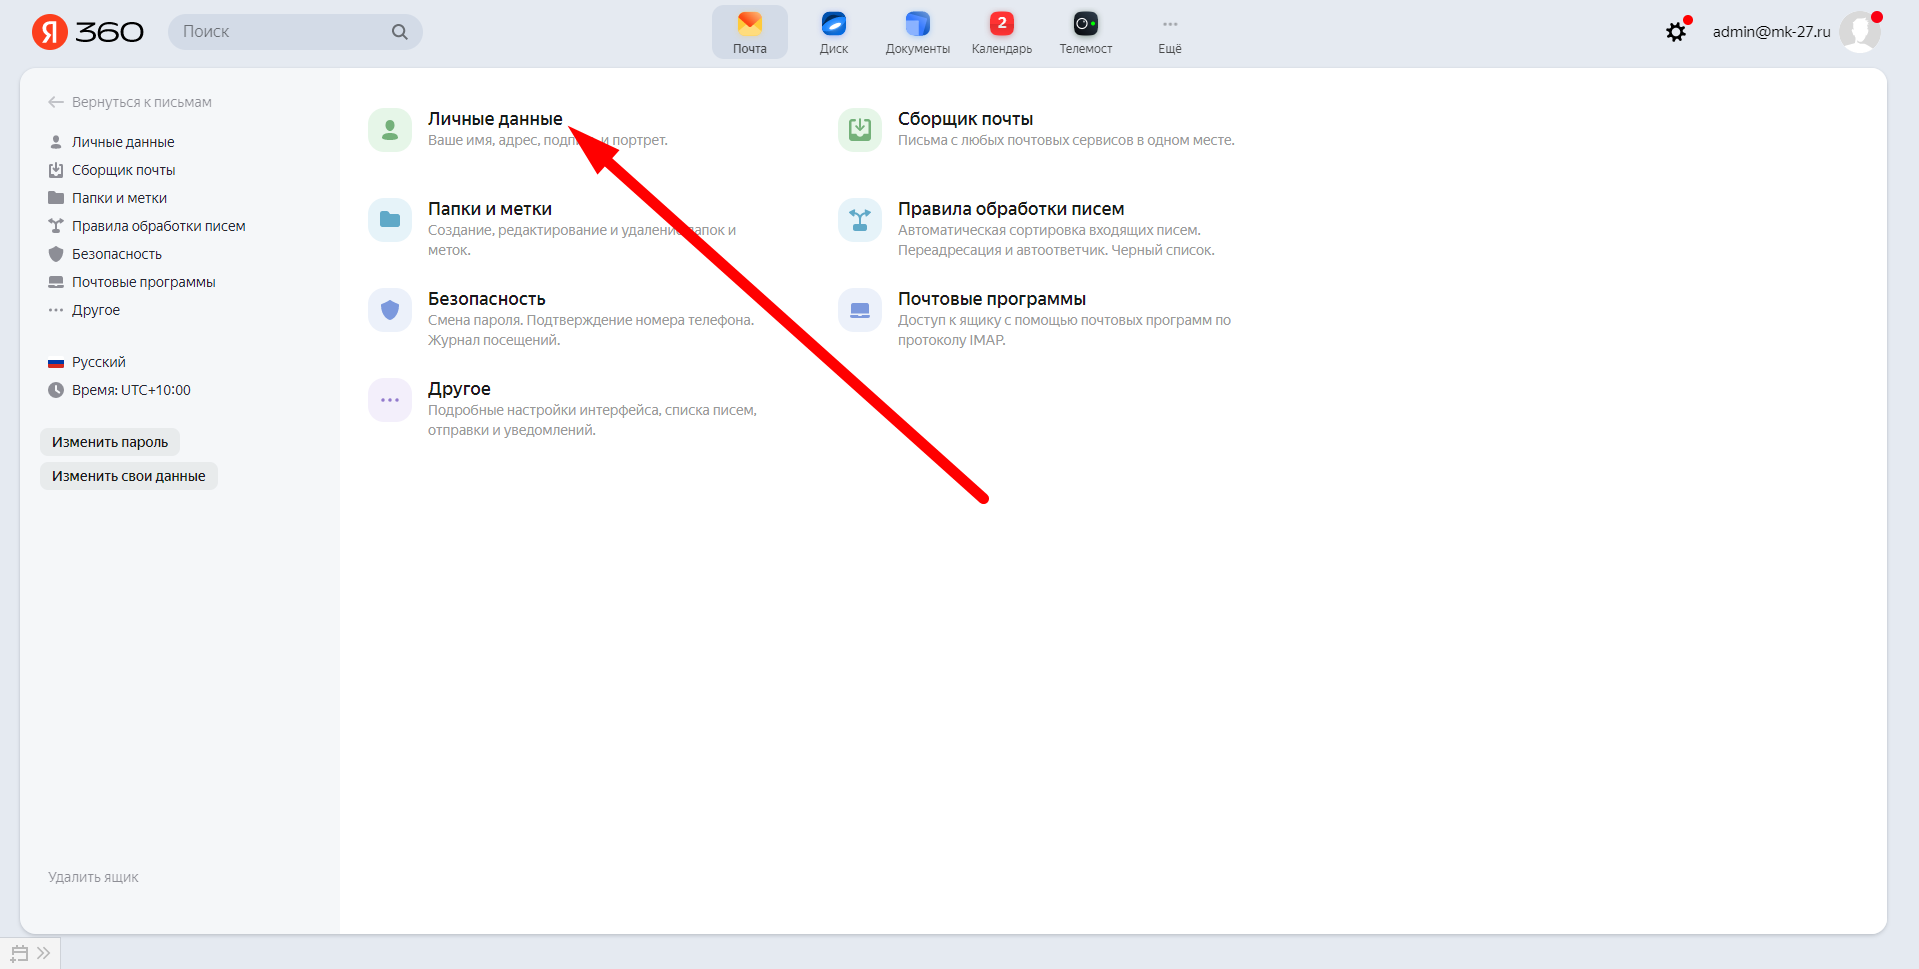 Я 360
Поиск
Почта
Диск
Документы
2
Календарь
Телемост
Ещё
admin@mk-27.ru
Вернуться к письмам
Личные данные
Сборщик почты
Папки и метки
Правила обработки писем
Безопасность
Почтовые программы
Другое
Русский
Время: UTC+10:00
Изменить пароль
Изменить свои данные
Удалить ящик
Личные данные
Ваше имя, адрес, и портрет.
Сборщик почты
Письма с любых почтовых сервисов в одном месте.
Папки и метки
Создание, редактирование и удаление папок и
меток.
Правила обработки писем
Автоматическая сортировка входящих писем.
Переадресация и автоответчик. Черный список.
Безопасность
Смена пароля. Подтверждение номера телефона.
Журнал посещений.
Почтовые программы
Доступ к ящику с помощью почтовых программ по
протоколу IMAP.
Другое
Подробные настройки интерфейса, списка писем,
отправки и уведомлений.